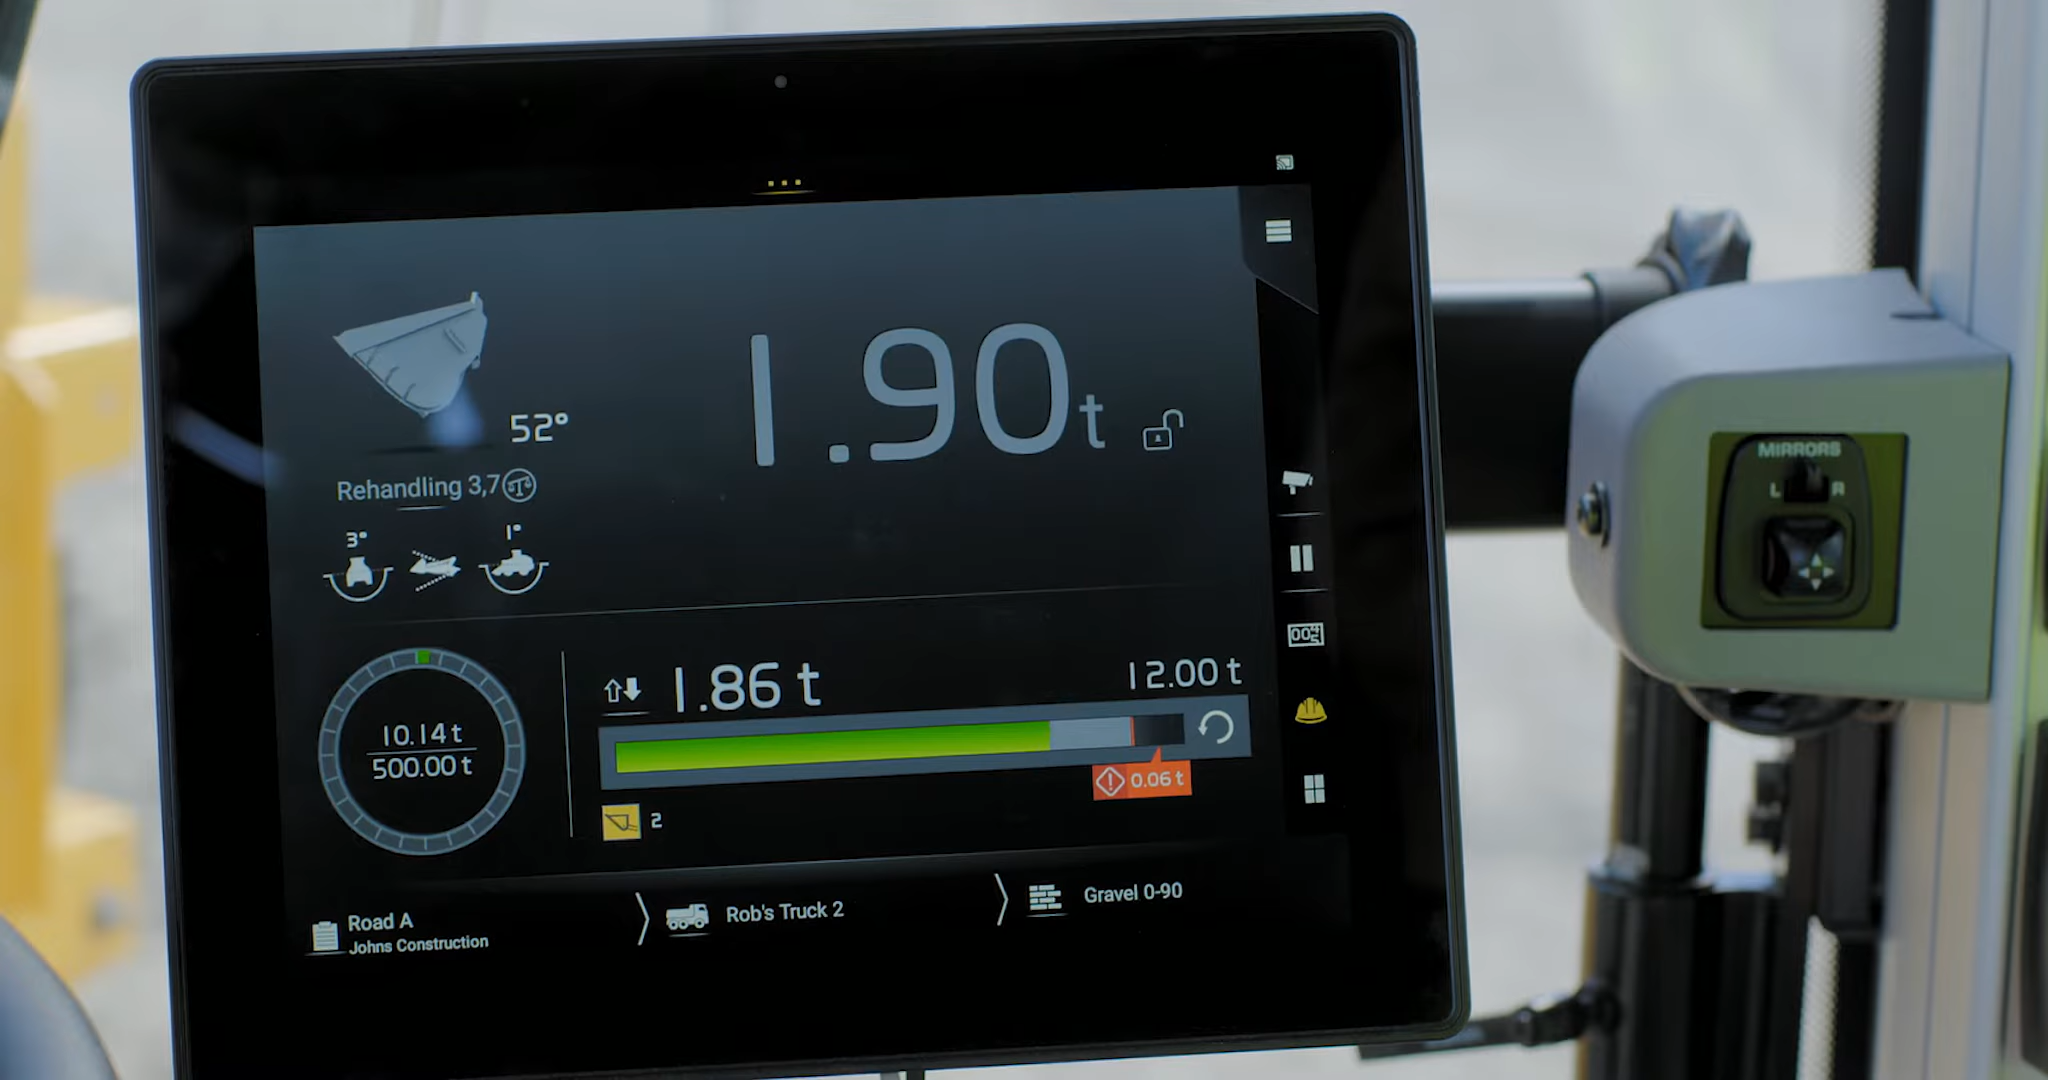 1.90 t
52°
Rehandling 3,7
3° 1°
10.14 t
500.00 t
1.86 t
12.00 t
0.06 t
2
Road A
Johns Construction
Rob's Truck 2
Gravel 0-90
MIRRORS
L R